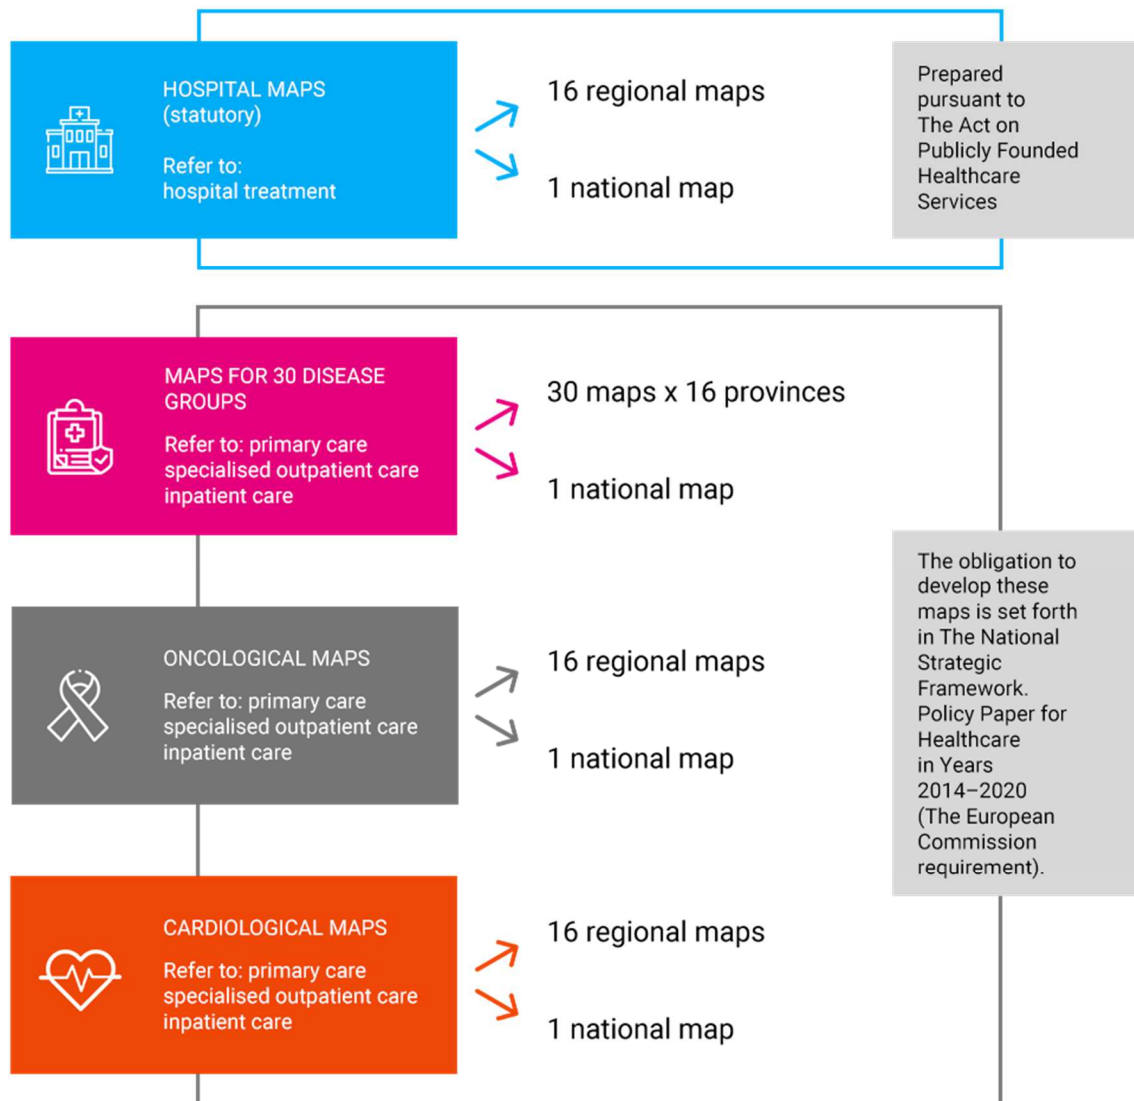 HOSPITAL MAPS
(statutory)
Refer to:
hospital treatment
16 regional maps
1 national map
Prepared
pursuant to
The Act on
Publicly Founded
Healthcare
Services
MAPS FOR 30 DISEASE
GROUPS
Refer to: primary care
specialised outpatient care
inpatient care
30 maps x 16 provinces
1 national map
ONCOLOGICAL MAPS
Refer to: primary care
specialised outpatient care
inpatient care
16 regional maps
1 national map
The obligation to
develop these
maps is set forth
in The National
Strategic
Framework.
Policy Paper for
Healthcare
in Years
2014–2020
(The European
Commission
requirement).
CARDIOLOGICAL MAPS
Refer to: primary care
specialised outpatient care
inpatient care
16 regional maps
1 national map